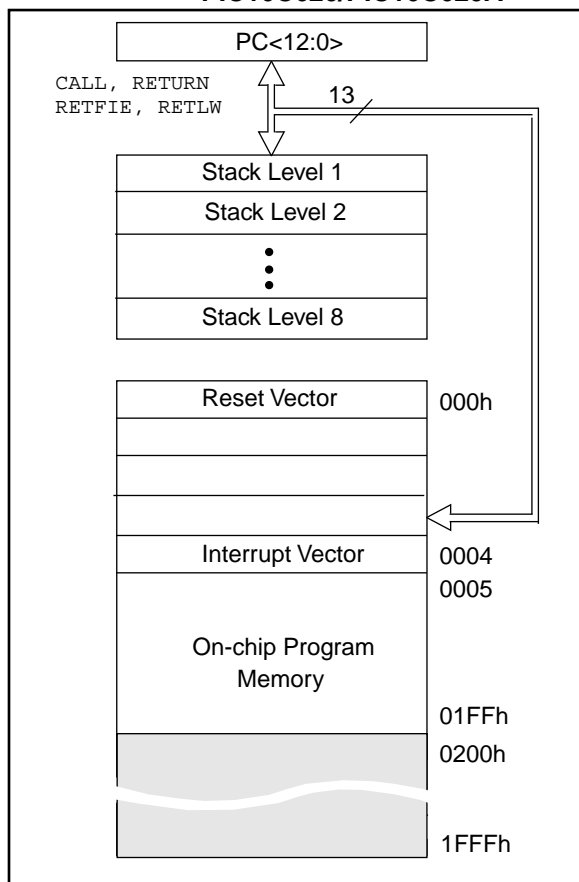 PC<12:0>
CALL, RETURN
RETFIE, RETLW
13
Stack Level 1
Stack Level 2
Stack Level 8
Reset Vector
000h
Interrupt Vector
0004
0005
On-chip Program
Memory
01FFh
0200h
1FFFh